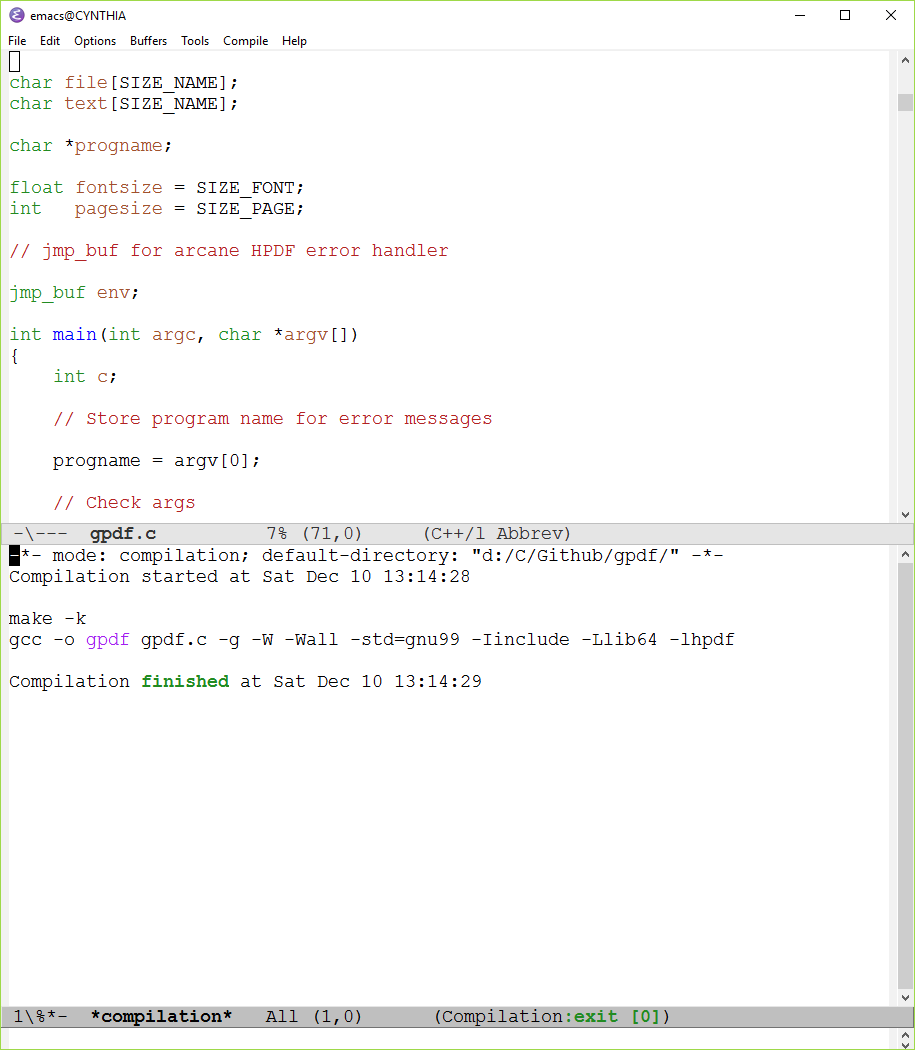 emacs@CYNTHIA
File Edit Options Buffers Tools Compile Help
char file[SIZE_NAME];
char text[SIZE_NAME];
char *progname;
float fontsize = SIZE_FONT;
int   pagesize = SIZE_PAGE;
// jmp_buf for arcane HPDF error handler
jmp_buf env;
int main(int argc, char *argv[])
{
    int c;
    // Store program name for error messages
    progname = argv[0];
    // Check args
-\---  gpdf.c          7% (71,0)      (C++/l Abbrev)
-*- mode: compilation; default-directory: "d:/C/Github/gpdf/" -*-
Compilation started at Sat Dec 10 13:14:28
make -k
gcc -o gpdf gpdf.c -g -W -Wall -std=gnu99 -Iinclude -Llib64 -lhpdf
Compilation finished at Sat Dec 10 13:14:29
1\%*-  *compilation*   All (1,0)      (Compilation:exit [0])